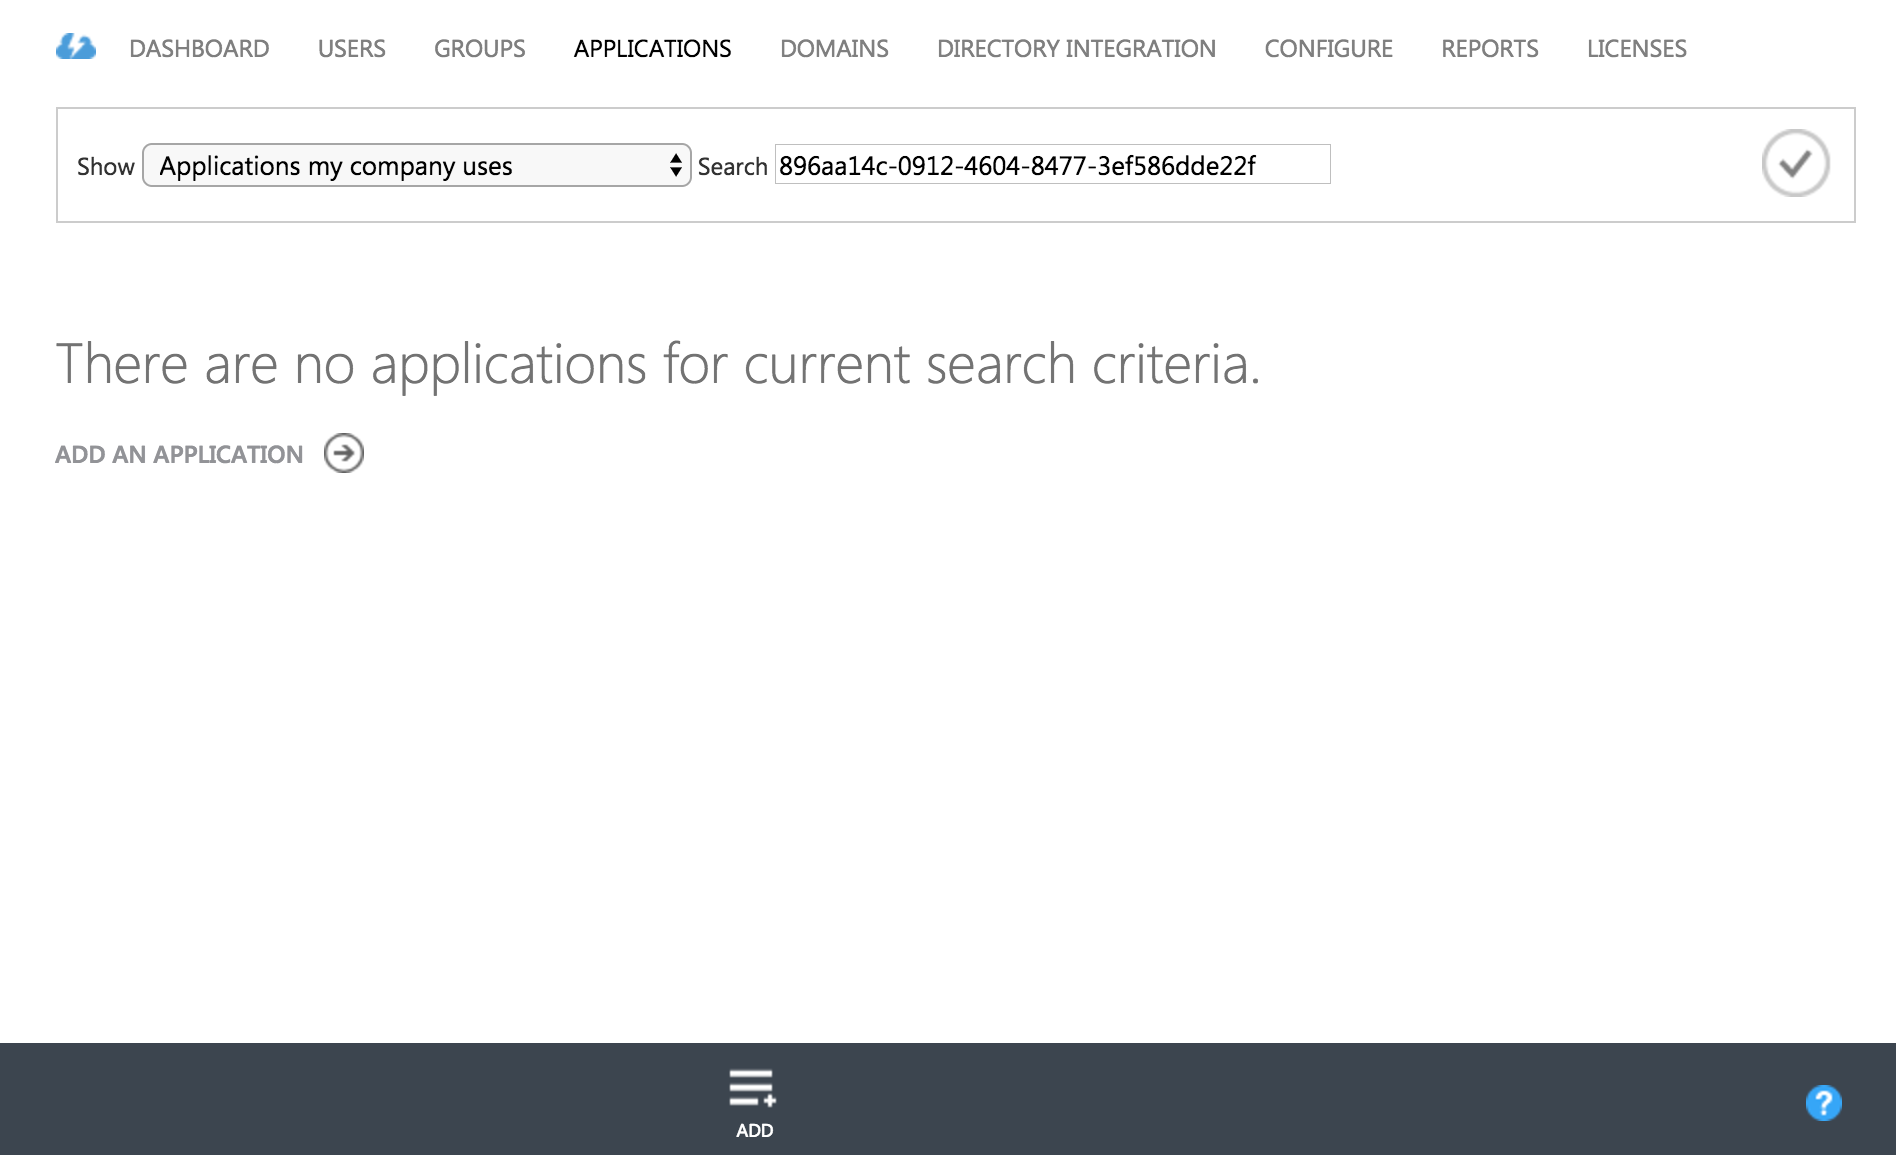 DASHBOARD USERS GROUPS APPLICATIONS DOMAINS DIRECTORY INTEGRATION CONFIGURE REPORTS LICENSES
Show Applications my company uses Search 896aa14c-0912-4604-8477-3ef586dde22f
There are no applications for current search criteria.
ADD AN APPLICATION
ADD
?